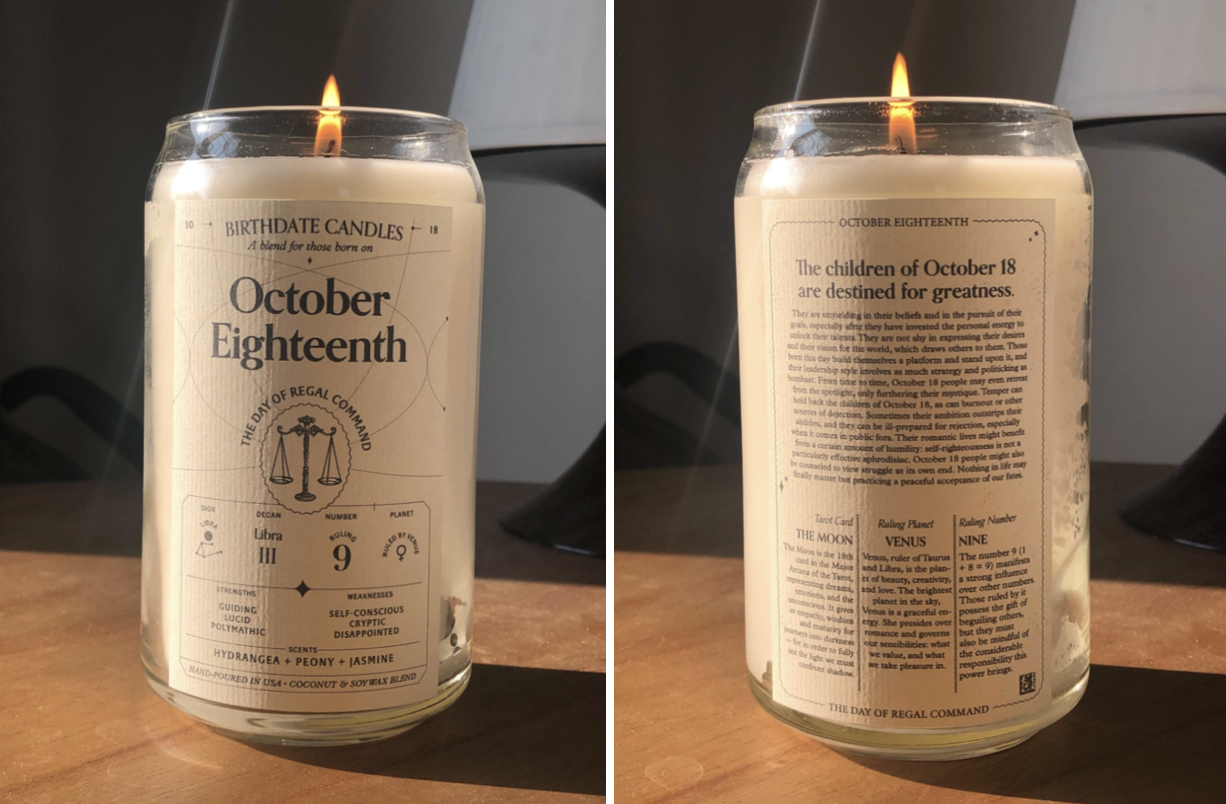 10 → BIRTHDATE CANDLES ← 18
A blend for those born on
October
Eighteenth
THE DAY OF REGAL COMMAND
SIGN
LIBRA
DECAN
Libra
III
NUMBER
RULING
9
PLANET
RULED BY VENUS
STRENGTHS
GUIDING
LUCID
POLYMATHIC
WEAKNESSES
SELF-CONSCIOUS
CRYPTIC
DISAPPOINTED
SCENTS
HYDRANGEA + PEONY + JASMINE
HAND-POURED IN USA • COCONUT & SOY WAX BLEND
OCTOBER EIGHTEENTH
The children of October 18
are destined for greatness.
They are unyielding in their beliefs and in the pursuit of their
goals, especially after they have invested the personal energy to
unlock their talents. They are not shy in expressing their desires
and their vision for the world, which draws others to them. Those
born this day build themselves a platform and stand upon it, and
their leadership style involves as much strategy and politicking as
bombast. From time to time, October 18 people may even retreat
from the spotlight, only furthering their mystique. Temper can
hold back the children of October 18, as can burnout or other
sources of dejection. Sometimes their ambition outstrips their
abilities, and they can be ill-prepared for rejection, especially
when it comes in public fora. Their romantic lives might benefit
from a certain amount of humility: self-righteousness is not a
particularly effective aphrodisiac. October 18 people might also
be counseled to view struggle as its own end. Nothing in life may
finally matter but practicing a peaceful acceptance of our fates.
Tarot Card
THE MOON
The Moon is the 18th
card in the Major
Arcana of the Tarot,
representing dreams,
emotions, and the
unconscious. It gives
us empathy, wisdom
and maturity for
journeys into darkness
– for in order to fully
see the light we must
confront shadow.
Ruling Planet
VENUS
Venus, ruler of Taurus
and Libra, is the plan-
et of beauty, creativity,
and love. The brightest
planet in the sky,
Venus is a graceful en-
ergy. She presides over
romance and governs
our sensibilities: what
we value, and what
we take pleasure in.
Ruling Number
NINE
The number 9 (1
+ 8 = 9) manifests
a strong influence
over other numbers.
Those ruled by it
possess the gift of
beguiling others,
but they must
also be mindful of
the considerable
responsibility this
power brings.
THE DAY OF REGAL COMMAND